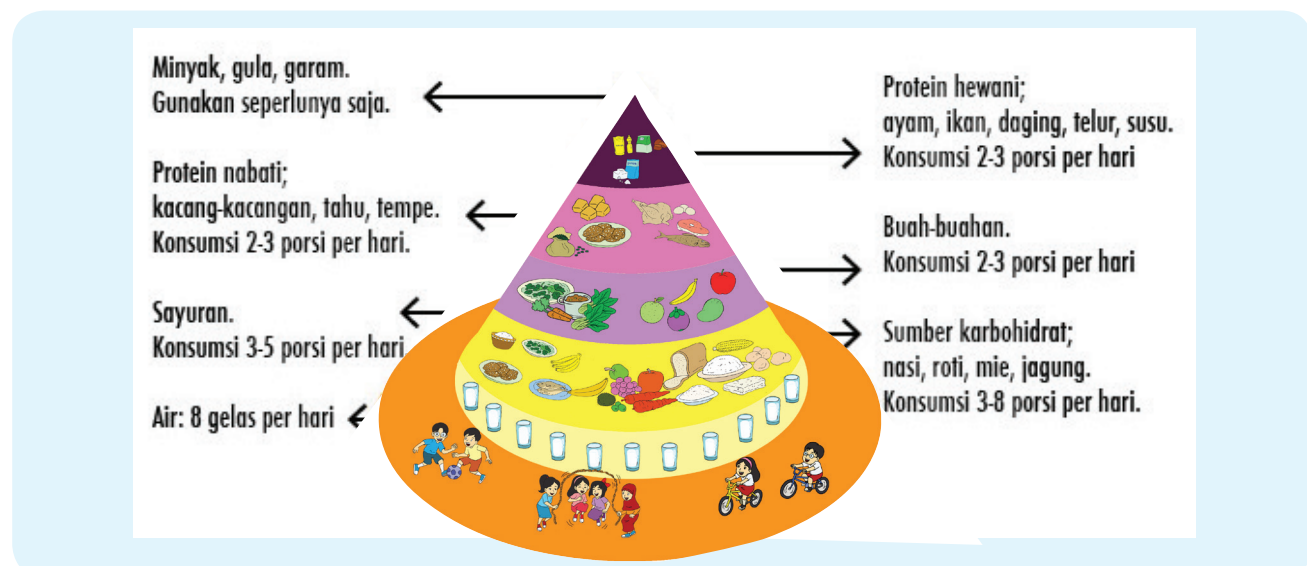 Minyak, gula, garam.
Gunakan seperlunya saja.
Protein nabati;
kacang-kacangan, tahu, tempe.
Konsumsi 2-3 porsi per hari.
Sayuran.
Konsumsi 3-5 porsi per hari
Air: 8 gelas per hari
Protein hewani;
ayam, ikan, daging, telur, susu.
Konsumsi 2-3 porsi per hari
Buah-buahan.
Konsumsi 2-3 porsi per hari
Sumber karbohidrat;
nasi, roti, mie, jagung.
Konsumsi 3-8 porsi per hari.